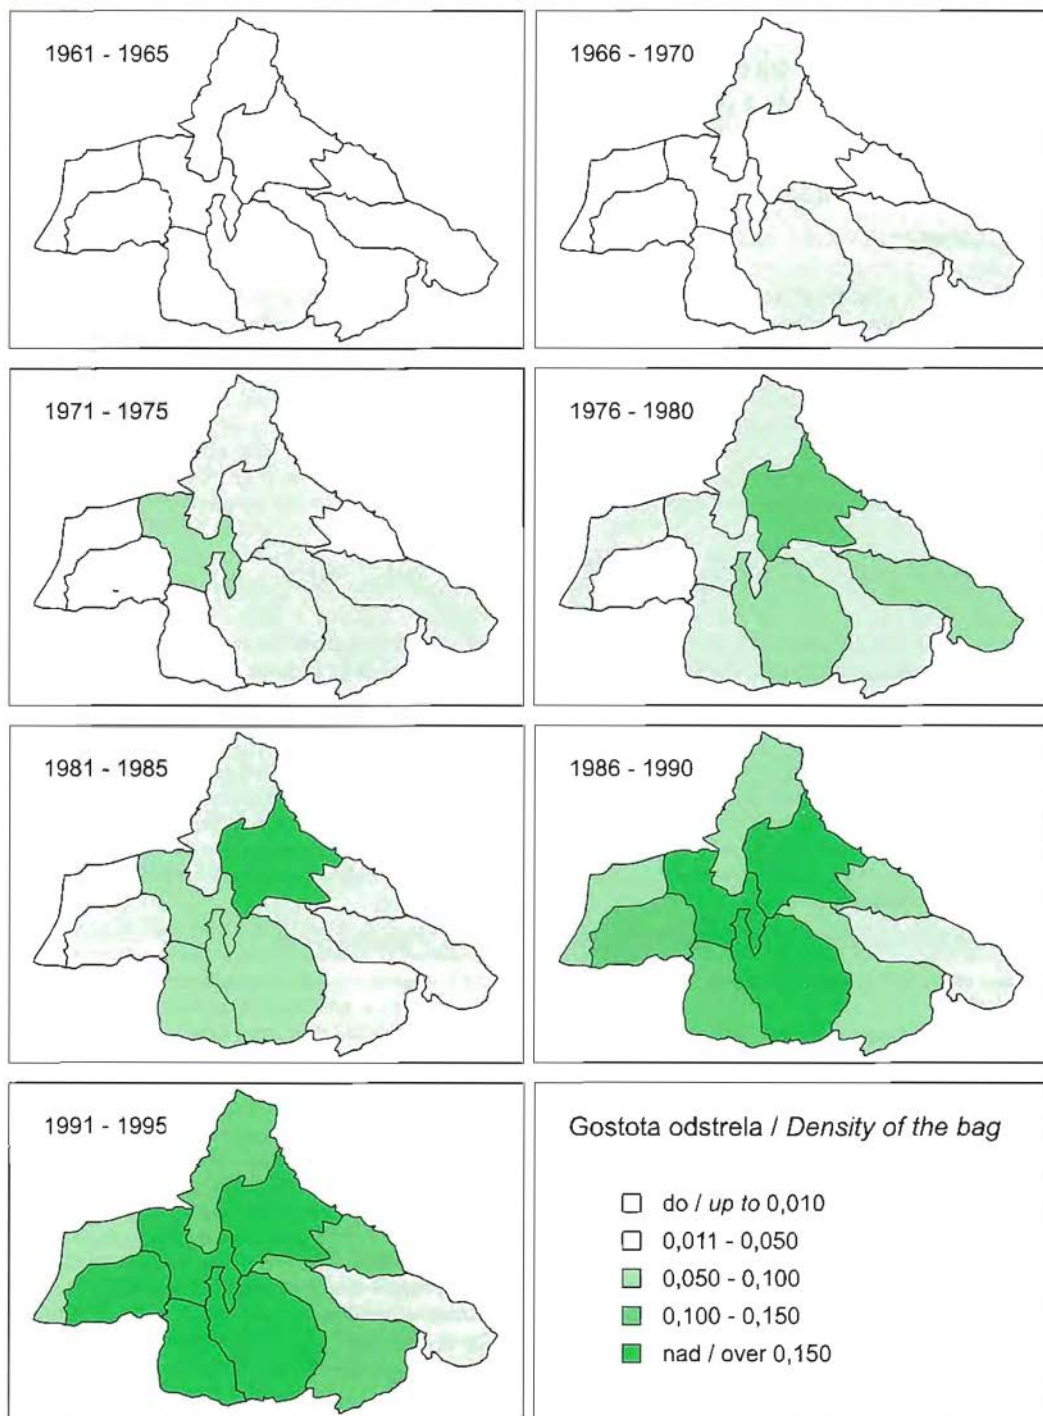 1961 - 1965
1966 - 1970
1971 - 1975
1976 - 1980
1981 - 1985
1986 - 1990
1991 - 1995
Gostota odstrela / Density of the bag
do / up to 0,010
0,011 - 0,050
0,050 - 0,100
0,100 - 0,150
nad / over 0,150